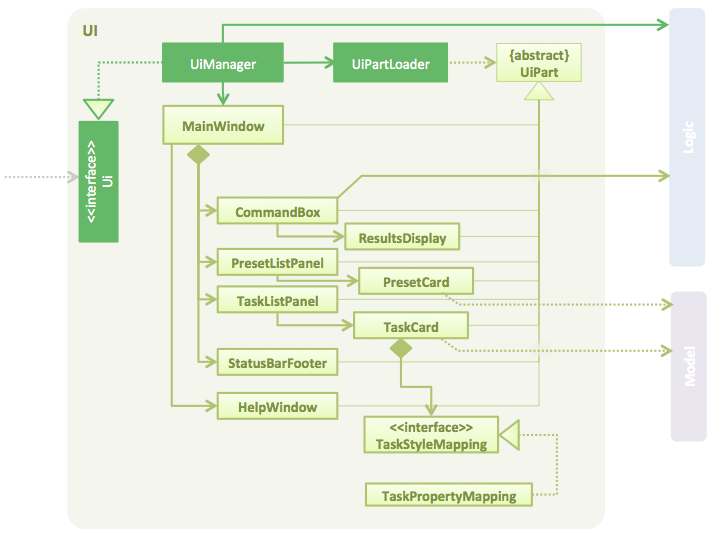 UI
UiManager
UiPartLoader
{abstract}
UiPart
Logic
MainWindow
<<interface>>
Ui
CommandBox
ResultsDisplay
PresetListPanel
PresetCard
TaskListPanel
TaskCard
StatusBarFooter
Model
HelpWindow
<<interface>>
TaskStyleMapping
TaskPropertyMapping